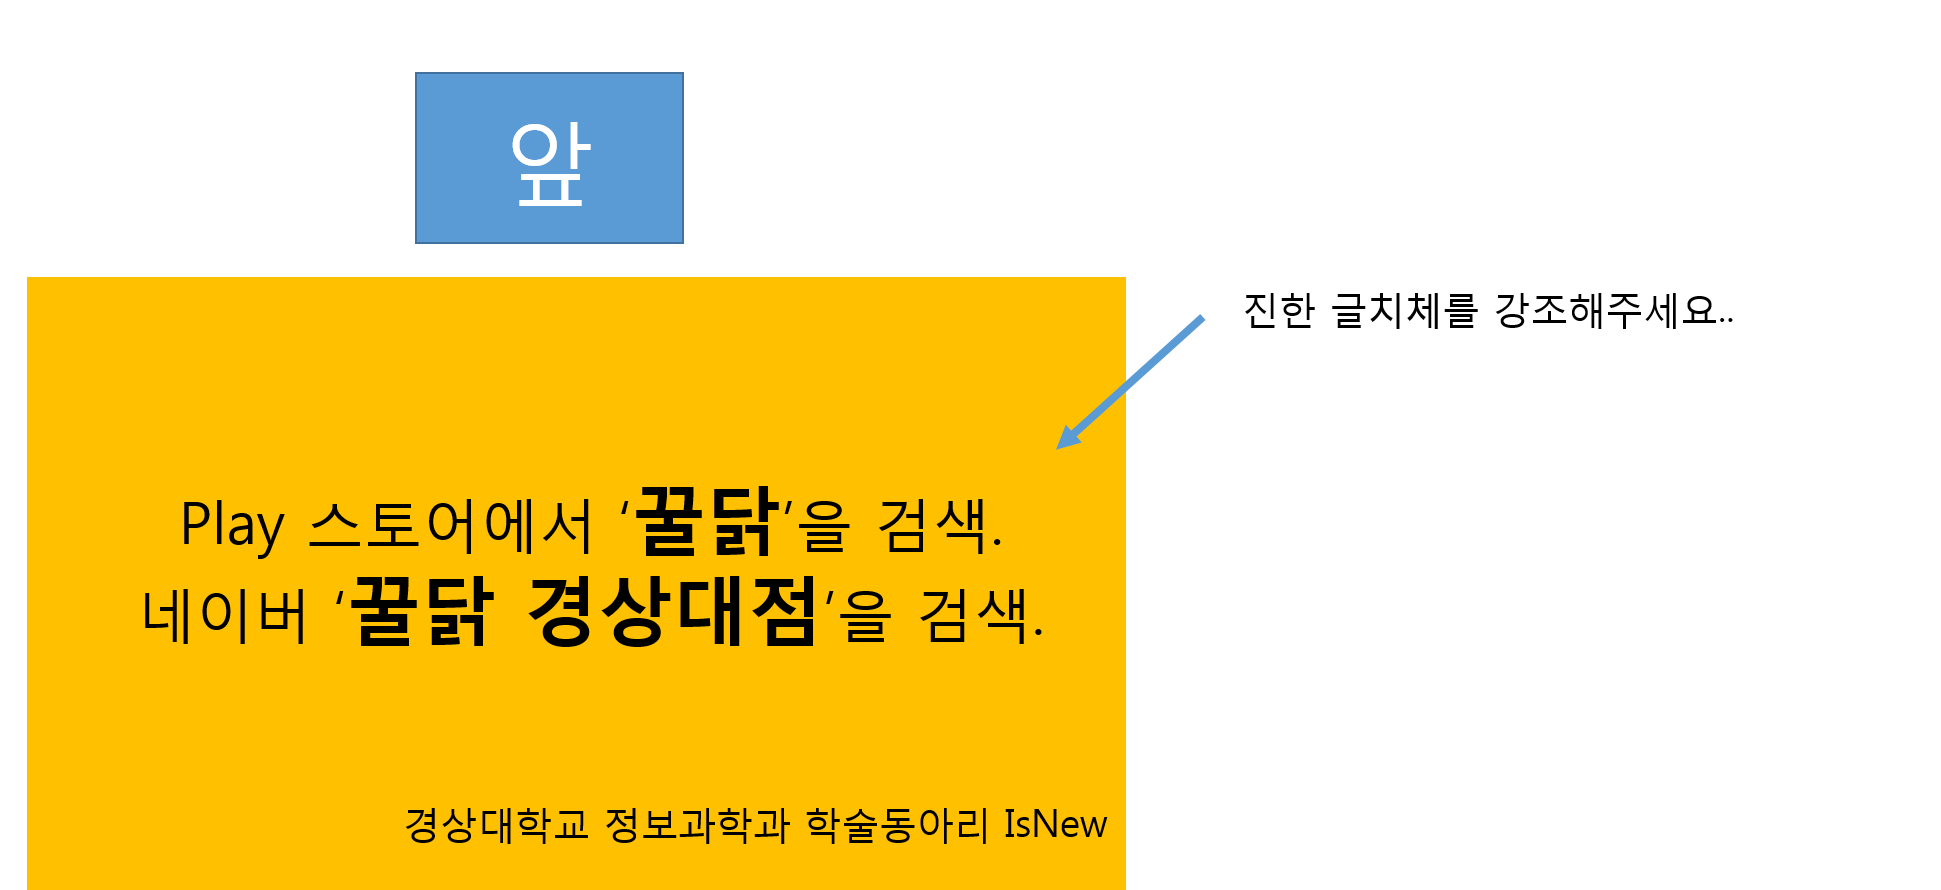 앞
진한 글치체를 강조해주세요..
Play 스토어에서 ‘꿀닭’을 검색.
네이버 ‘꿀닭 경상대점’을 검색.
경상대학교 정보과학과 학술동아리 IsNew